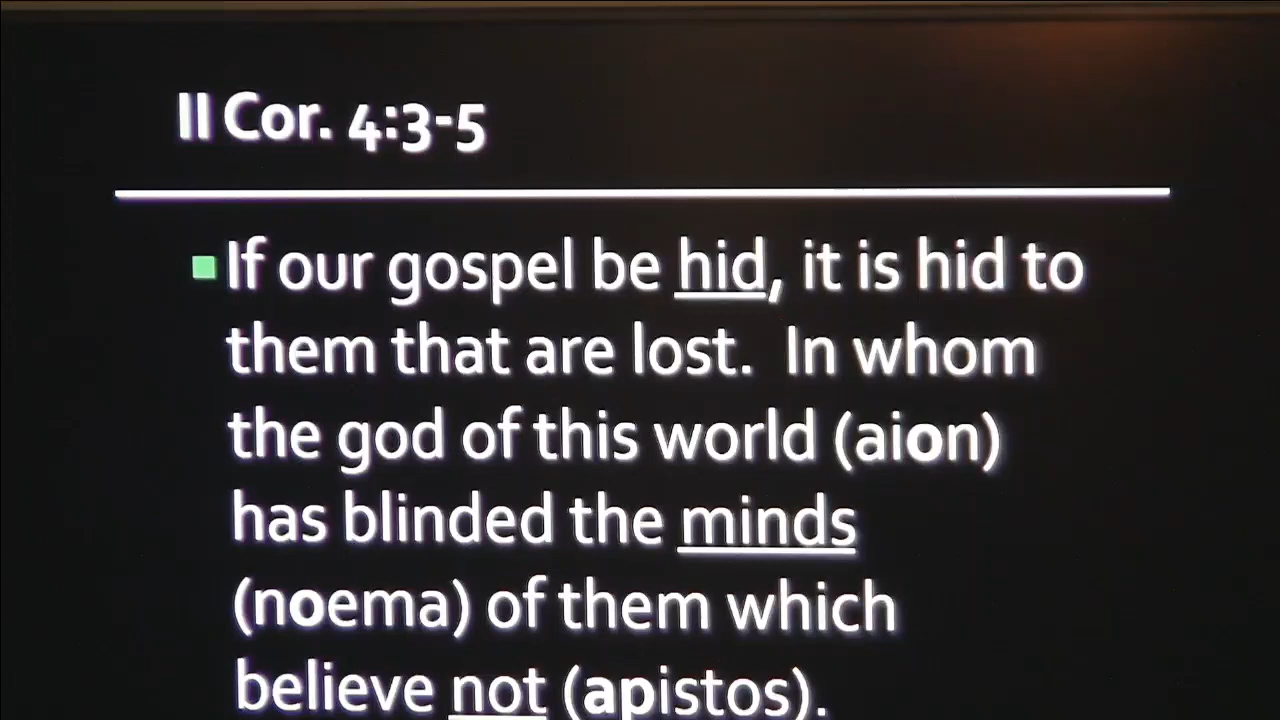 II Cor. 4:3-5
If our gospel be hid, it is hid to
them that are lost. In whom
the god of this world (aion)
has blinded the minds
(noema) of them which
believe not (apistos).